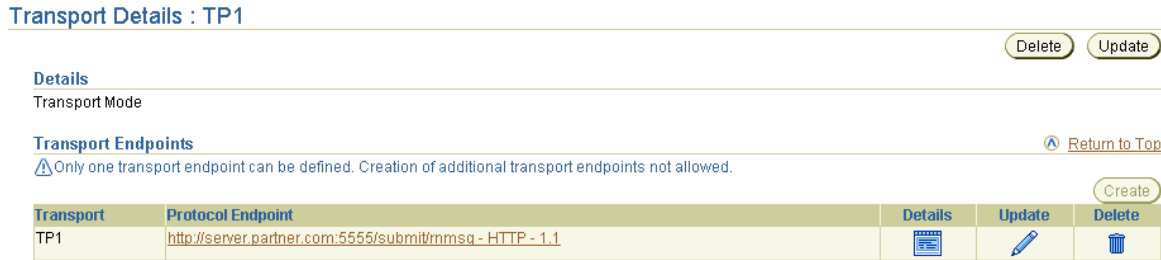 Transport Details : TP1
Delete Update
Details
Transport Mode
Transport Endpoints Return to Top
Only one transport endpoint can be defined. Creation of additional transport endpoints not allowed.
Create
Transport Protocol Endpoint Details Update Delete
TP1 http://server.partner.com:5555/submit/rnmsg - HTTP - 1.1